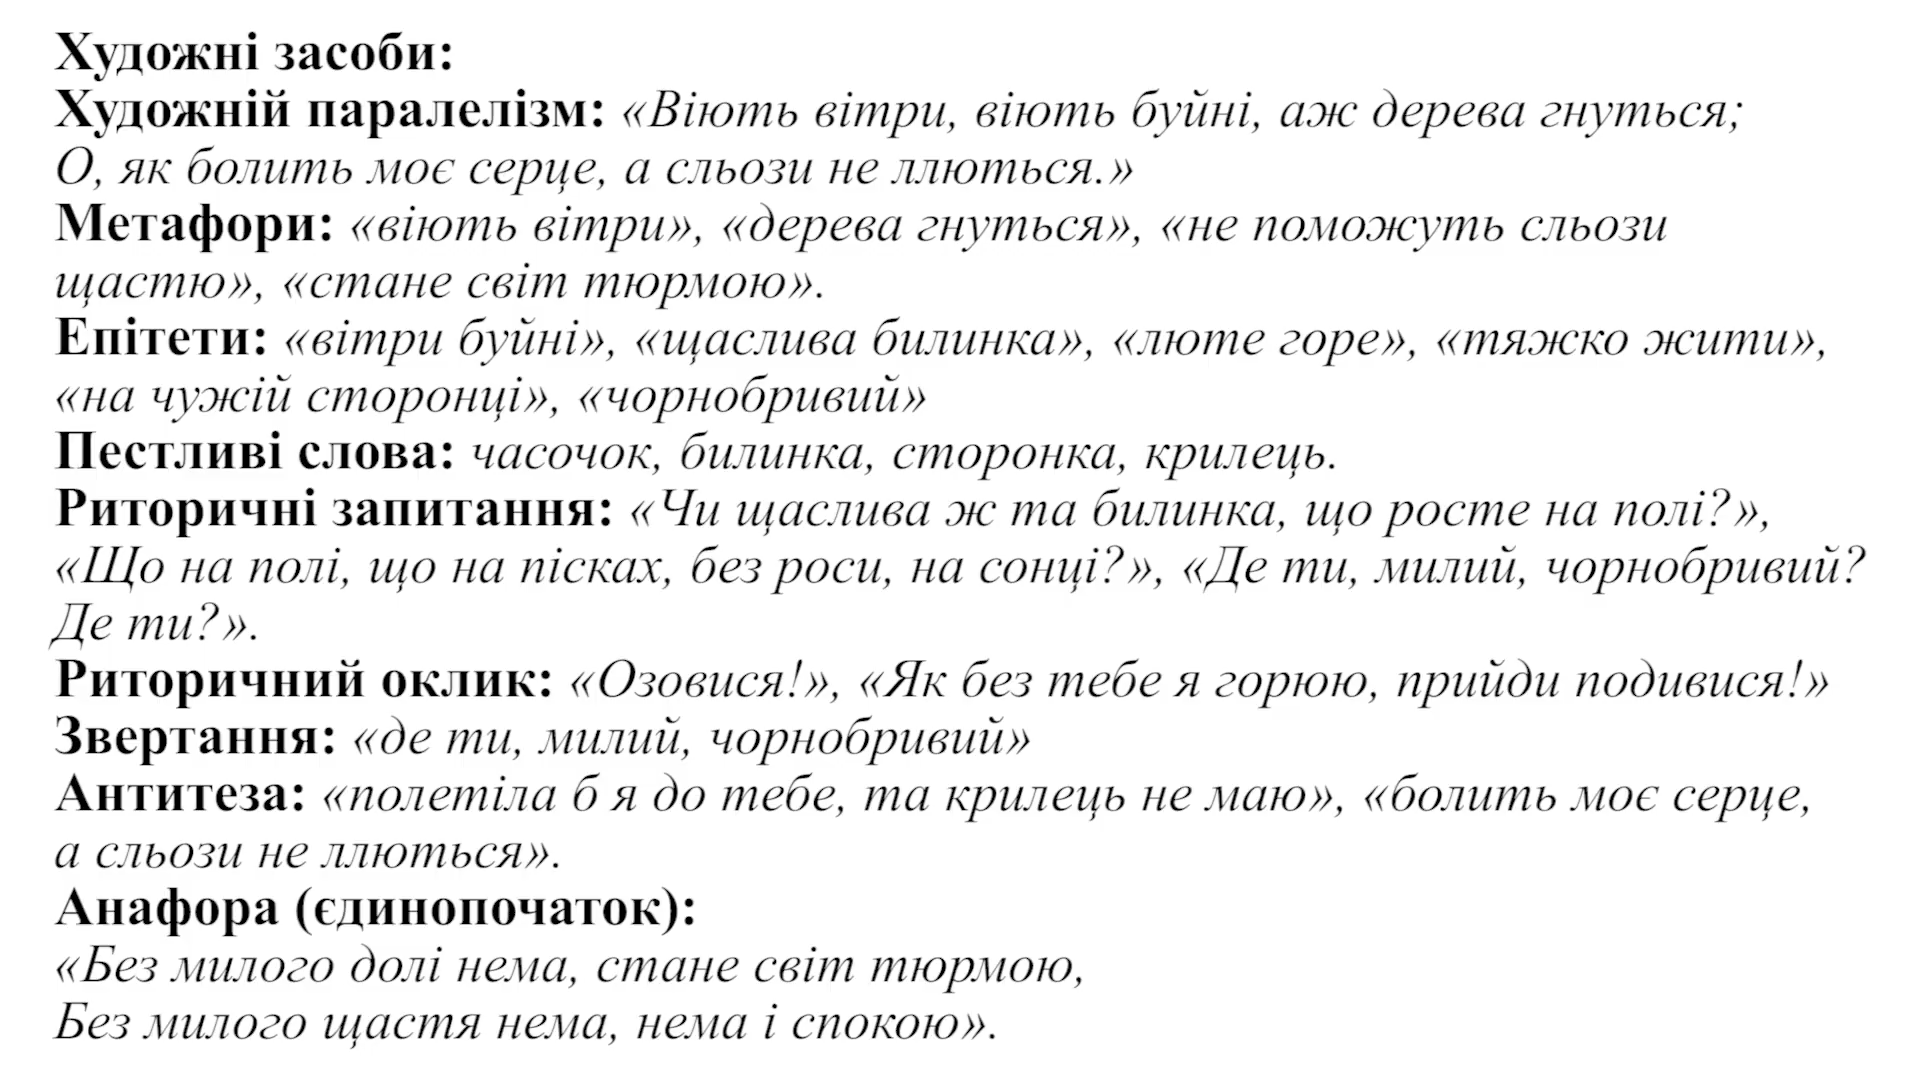 Художні засоби:
Художній паралелізм: «Віють вітри, віють буйні, аж дерева гнуться;
О, як болить моє серце, а сльози не ллються.»
Метафори: «віють вітри», «дерева гнуться», «не поможуть сльози
щастю», «стане світ тюрмою».
Епітети: «вітри буйні», «щаслива билинка», «люте горе», «тяжко жити»,
«на чужій сторонці», «чорнобривий»
Пестливі слова: часочок, билинка, сторонка, крилець.
Риторичні запитання: «Чи щаслива ж та билинка, що росте на полі?»,
«Що на полі, що на пісках, без роси, на сонці?», «Де ти, милий, чорнобривий?
Де ти?».
Риторичний оклик: «Озовися!», «Як без тебе я горюю, прийди подивися!»
Звертання: «де ти, милий, чорнобривий»
Антитеза: «полетіла б я до тебе, та крилець не маю», «болить моє серце,
а сльози не ллються».
Анафора (єдинопочаток):
«Без милого долі нема, стане світ тюрмою,
Без милого щастя нема, нема і спокою».